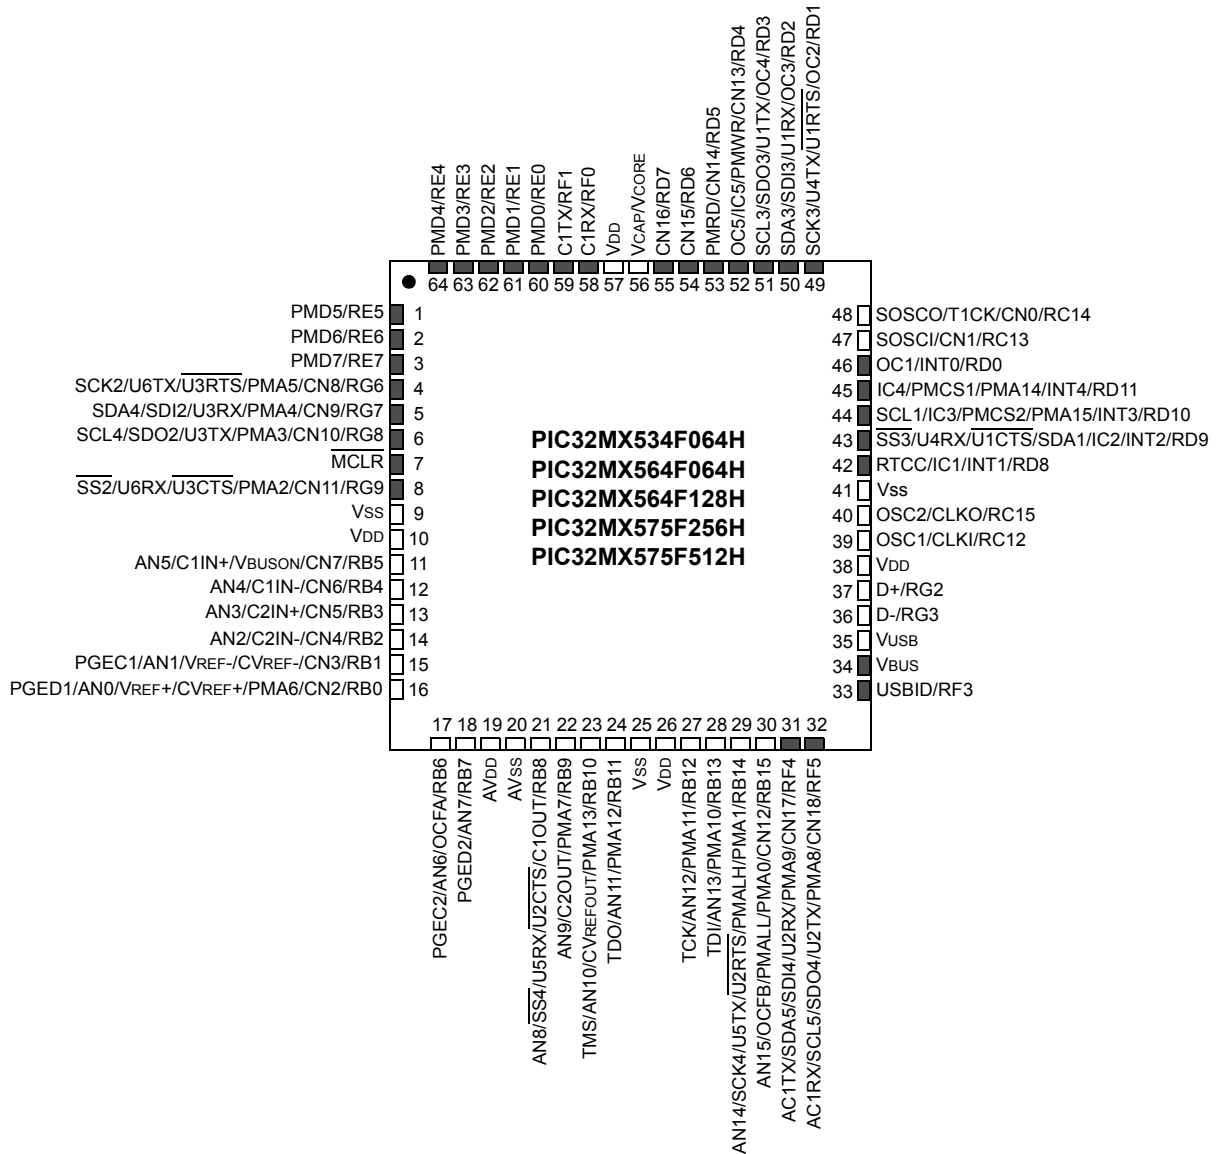 PMD4/RE4
PMD3/RE3
PMD2/RE2
PMD1/RE1
PMD0/RE0
C1TX/RF1
C1RX/RF0
VDD
VCAP/VCORE
CN16/RD7
CN15/RD6
PMRD/CN14/RD5
OC5/IC5/PMWR/CN13/RD4
SCL3/SDO3/U1TX/OC4/RD3
SDA3/SDI3/U1RX/OC3/RD2
SCK3/U4TX/U1RTS/OC2/RD1
64 63 62 61 60 59 58 57 56 55 54 53 52 51 50 49
PMD5/RE5 1
PMD6/RE6 2
PMD7/RE7 3
SCK2/U6TX/U3RTS/PMA5/CN8/RG6 4
SDA4/SDI2/U3RX/PMA4/CN9/RG7 5
SCL4/SDO2/U3TX/PMA3/CN10/RG8 6
MCLR 7
SS2/U6RX/U3CTS/PMA2/CN11/RG9 8
VSS 9
VDD 10
AN5/C1IN+/VBUSON/CN7/RB5 11
AN4/C1IN-/CN6/RB4 12
AN3/C2IN+/CN5/RB3 13
AN2/C2IN-/CN4/RB2 14
PGEC1/AN1/VREF-/CVREF-/CN3/RB1 15
PGED1/AN0/VREF+/CVREF+/PMA6/CN2/RB0 16
PIC32MX534F064H
PIC32MX564F064H
PIC32MX564F128H
PIC32MX575F256H
PIC32MX575F512H
48 SOSCO/T1CK/CN0/RC14
47 SOSCI/CN1/RC13
46 OC1/INT0/RD0
45 IC4/PMCS1/PMA14/INT4/RD11
44 SCL1/IC3/PMCS2/PMA15/INT3/RD10
43 SS3/U4RX/U1CTS/SDA1/IC2/INT2/RD9
42 RTCC/IC1/INT1/RD8
41 Vss
40 OSC2/CLKO/RC15
39 OSC1/CLKI/RC12
38 VDD
37 D+/RG2
36 D-/RG3
35 VUSB
34 VBUS
33 USBID/RF3
17 18 19 20 21 22 23 24 25 26 27 28 29 30 31 32
PGEC2/AN6/OCFA/RB6
PGED2/AN7/RB7
AVDD
AVSS
AN8/SS4/U5RX/U2CTS/C1OUT/RB8
AN9/C2OUT/PMA7/RB9
TMS/AN10/CVREFOUT/PMA13/RB10
TDO/AN11/PMA12/RB11
VSS
VDD
TCK/AN12/PMA11/RB12
TDI/AN13/PMA10/RB13
AN14/SCK4/U5TX/U2RTS/PMALH/PMA1/RB14
AN15/OCFB/PMALL/PMA0/CN12/RB15
AC1TX/SDA5/SDI4/U2RX/PMA9/CN17/RF4
AC1RX/SCL5/SDO4/U2TX/PMA8/CN18/RF5